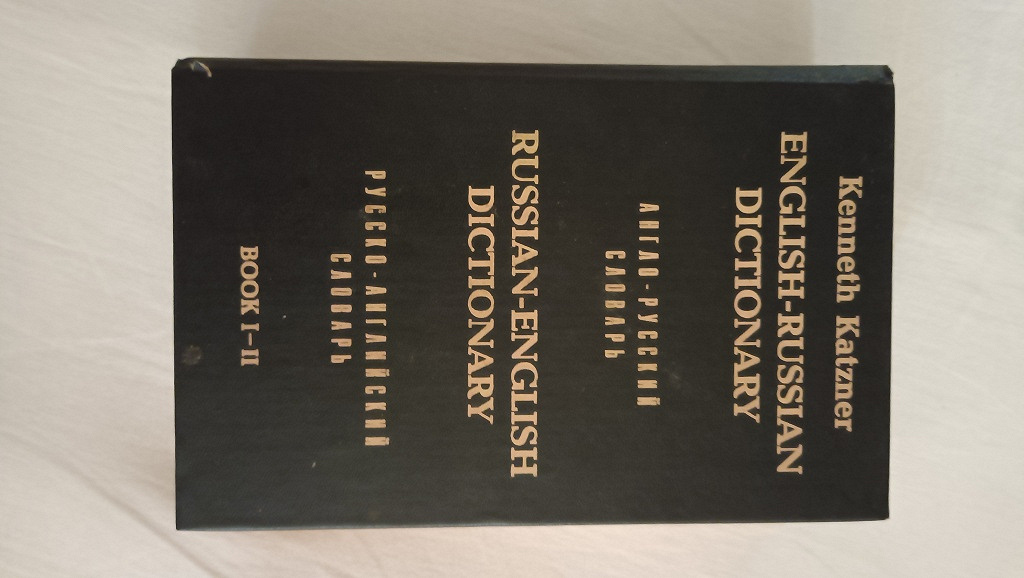 Kenneth Katzner
ENGLISH-RUSSIAN
DICTIONARY
АНГЛО-РУССКИЙ
СЛОВАРЬ
RUSSIAN-ENGLISH
DICTIONARY
РУССКО-АНГЛИЙСКИЙ
СЛОВАРЬ
BOOK I-II